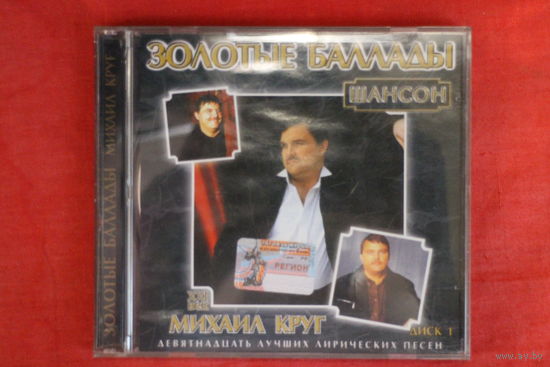 ЗОЛОТЫЕ БАЛЛАДЫ МИХАИЛ КРУГ
ЗОЛОТЫЕ БАЛЛАДЫ
ШАНСОН
РЕГИОН
МИХАИЛ КРУГ
ДИСК 1
ДЕВЯТНАДЦАТЬ ЛУЧШИХ ЛИРИЧЕСКИХ ПЕСЕН
www.ay.by